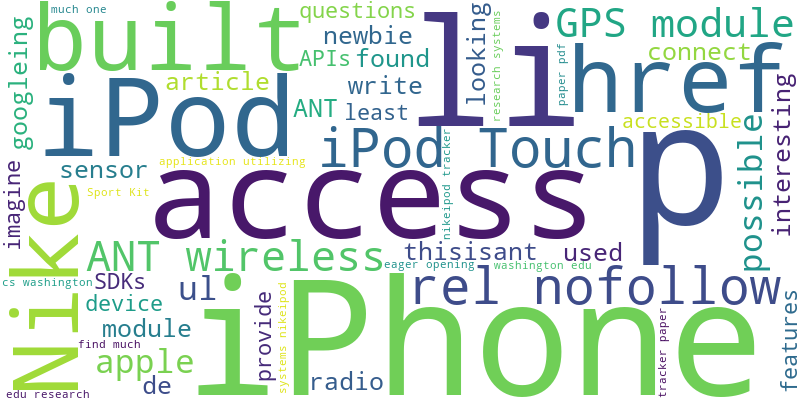 much one
questions
built
li
GPS module
newbie
APIs
found
looking
research systems
paper pdf
href
connect
googleing
iPod
article
ANT
write
least
accessible
iPod Touch
p
possible
interesting
sensor
application utilizing
nikeipod tracker
imagine
Nike
Sport Kit
access
ANT wireless
thisisant
used
eager opening
washington edu
cs washington
SDKs
ul
rel nofollow
device
iPhone
module
provide
systems nikeipod
tracker paper
features
find much
apple
de
radio
edu research